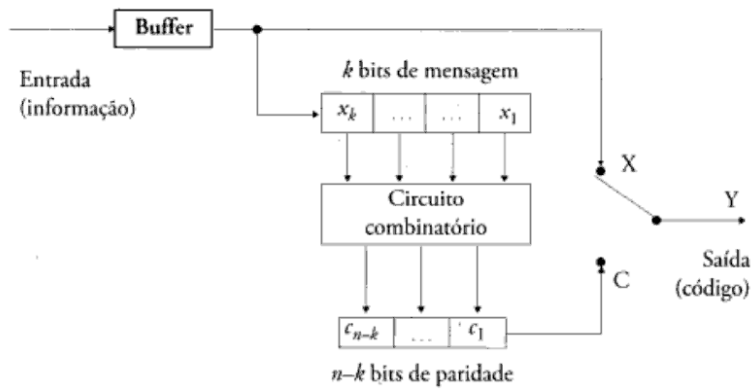 Buffer
Entrada
(informação)
k bits de mensagem
x_k ... ... x_1
Circuito
combinatório
X
Y
Saída
(código)
C
c_{n-k} ... c_1
n-k bits de paridade